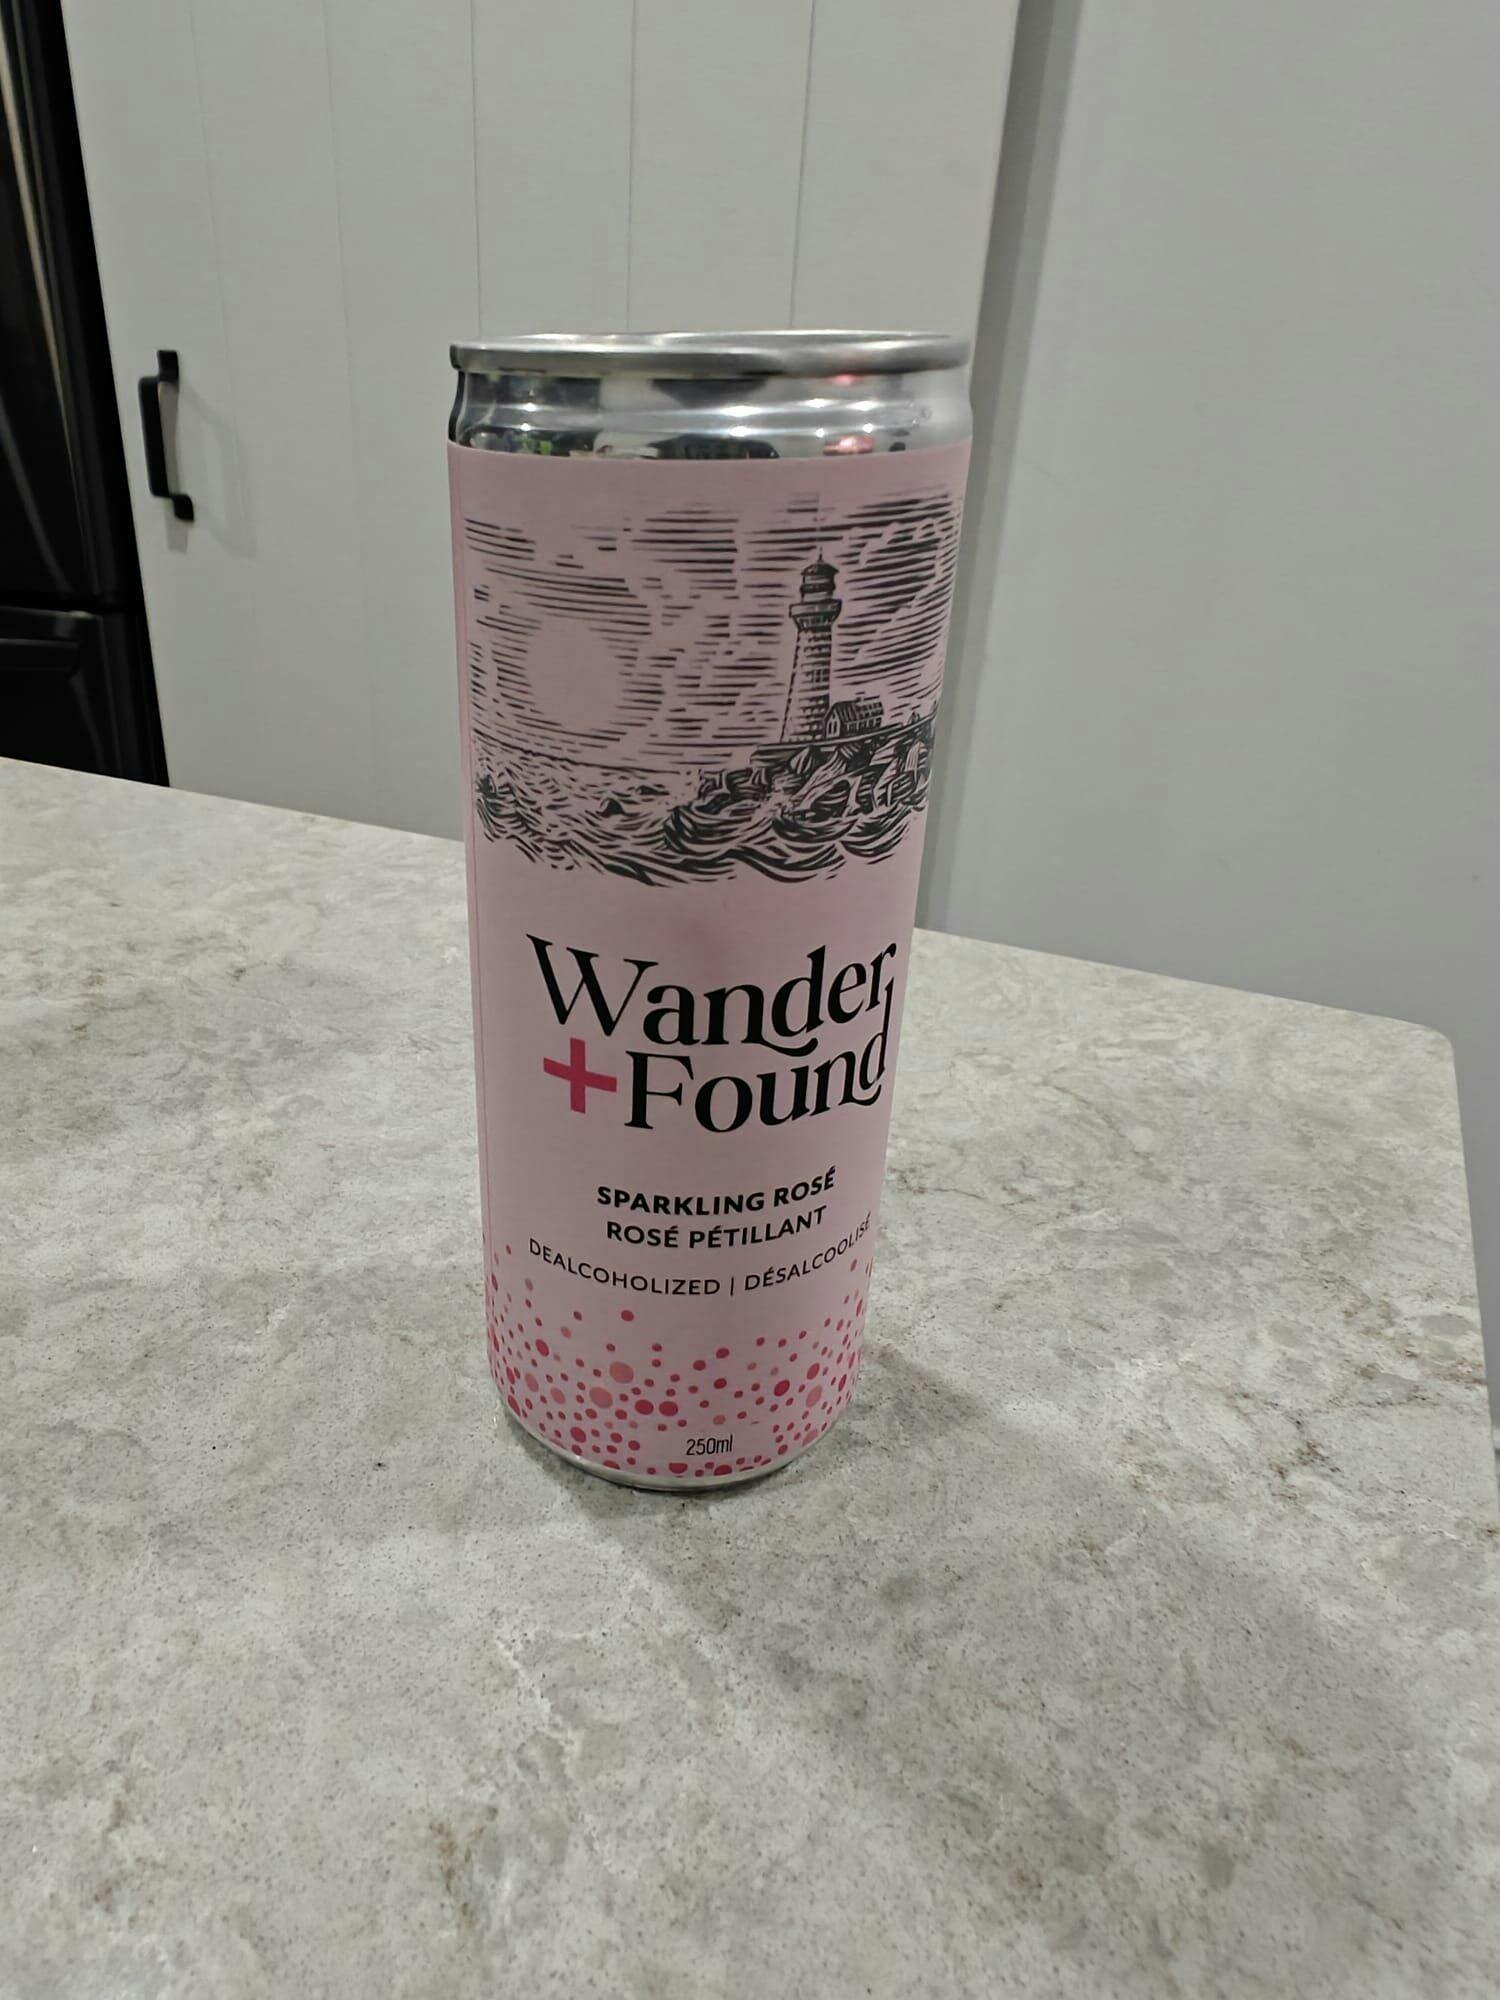 Wander
+Found
SPARKLING ROSÉ
ROSÉ PÉTILLANT
DEALCOHOLIZED | DÉSALCOOLISÉ
250ml